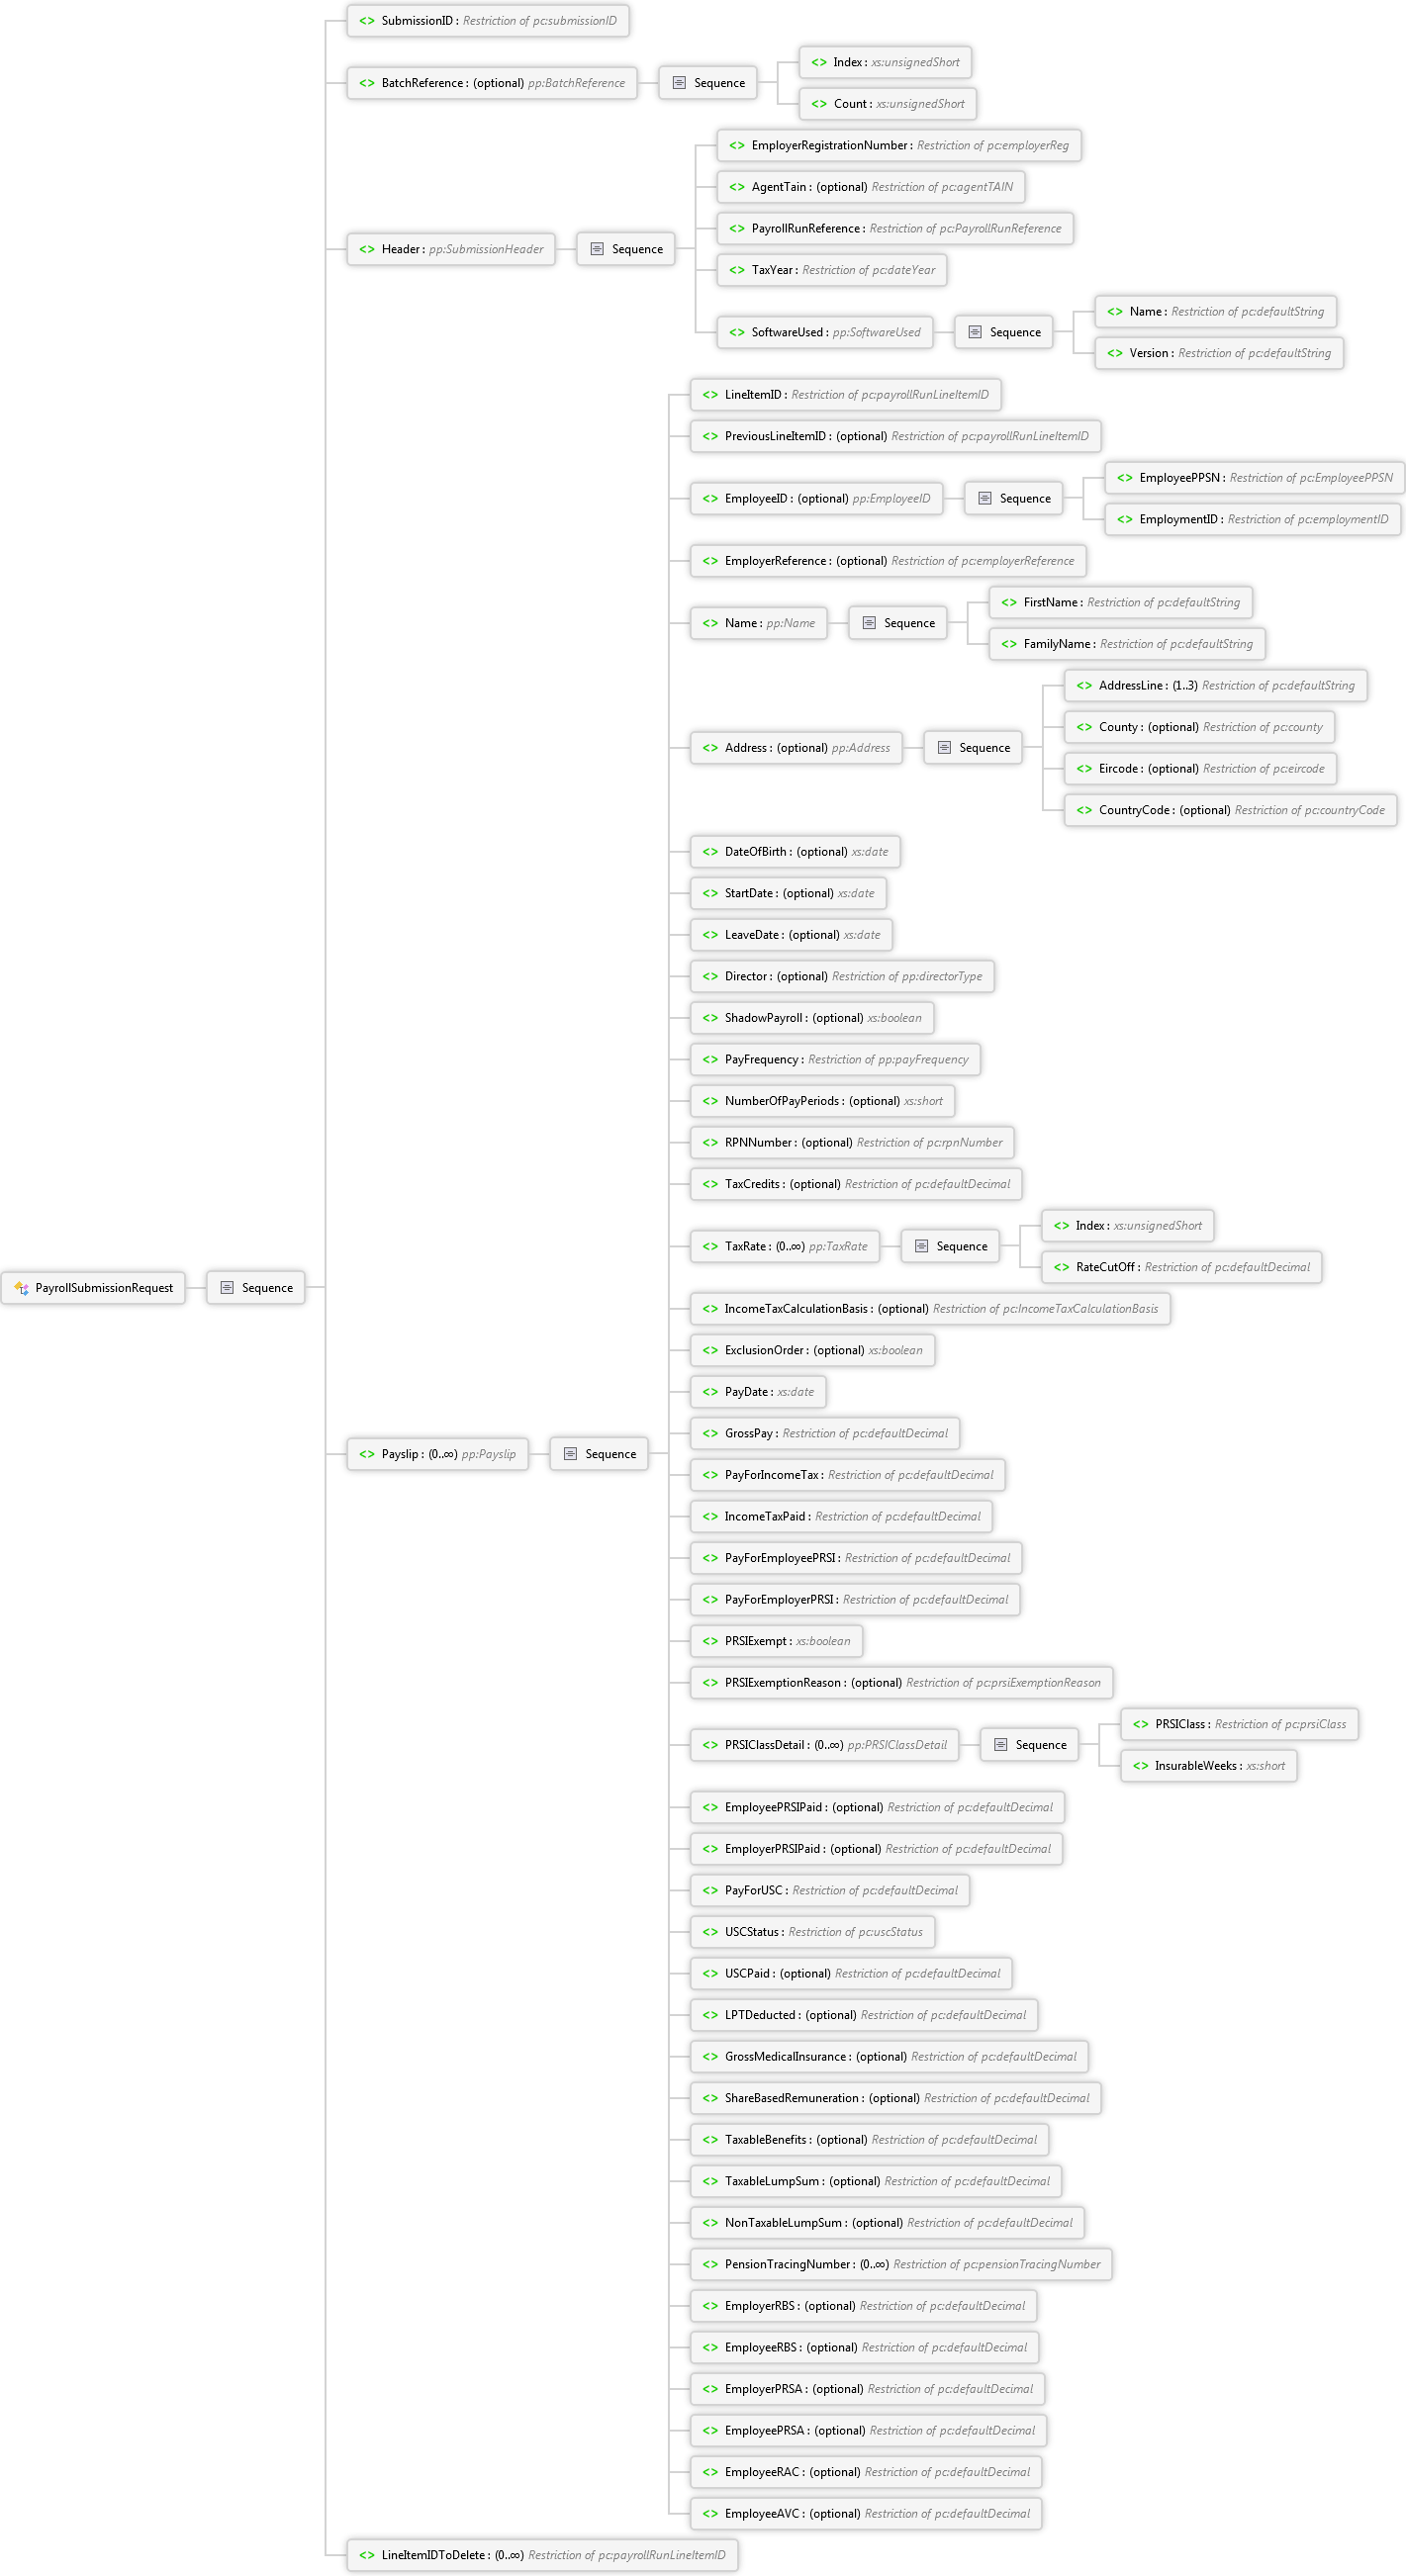 <> SubmissionID : Restriction of pc:submissionID
<> BatchReference : (optional) pp:BatchReference
Sequence
<> Index : xs:unsignedShort
<> Count : xs:unsignedShort
<> Header : pp:SubmissionHeader
Sequence
<> EmployerRegistrationNumber : Restriction of pc:employerReg
<> AgentTain : (optional) Restriction of pc:agentTAIN
<> PayrollRunReference : Restriction of pc:PayrollRunReference
<> TaxYear : Restriction of pc:dateYear
<> SoftwareUsed : pp:SoftwareUsed
Sequence
<> Name : Restriction of pc:defaultString
<> Version : Restriction of pc:defaultString
<> LineItemID : Restriction of pc:payrollRunLineItemID
<> PreviousLineItemID : (optional) Restriction of pc:payrollRunLineItemID
<> EmployeeID : (optional) pp:EmployeeID
Sequence
<> EmployeePPSN : Restriction of pc:EmployeePPSN
<> EmploymentID : Restriction of pc:employmentID
<> EmployerReference : (optional) Restriction of pc:employerReference
<> Name : pp:Name
Sequence
<> FirstName : Restriction of pc:defaultString
<> FamilyName : Restriction of pc:defaultString
<> Address : (optional) pp:Address
Sequence
<> AddressLine : (1..3) Restriction of pc:defaultString
<> County : (optional) Restriction of pc:county
<> Eircode : (optional) Restriction of pc:eircode
<> CountryCode : (optional) Restriction of pc:countryCode
<> DateOfBirth : (optional) xs:date
<> StartDate : (optional) xs:date
<> LeaveDate : (optional) xs:date
<> Director : (optional) Restriction of pp:directorType
<> ShadowPayroll : (optional) xs:boolean
<> PayFrequency : Restriction of pp:payFrequency
<> NumberOfPayPeriods : (optional) xs:short
<> RPNNumber : (optional) Restriction of pc:rpnNumber
<> TaxCredits : (optional) Restriction of pc:defaultDecimal
<> TaxRate : (0..∞) pp:TaxRate
Sequence
<> Index : xs:unsignedShort
<> RateCutOff : Restriction of pc:defaultDecimal
PayrollSubmissionRequest
Sequence
<> IncomeTaxCalculationBasis : (optional) Restriction of pc:IncomeTaxCalculationBasis
<> ExclusionOrder : (optional) xs:boolean
<> PayDate : xs:date
<> GrossPay : Restriction of pc:defaultDecimal
<> Payslip : (0..∞) pp:Payslip
Sequence
<> PayForIncomeTax : Restriction of pc:defaultDecimal
<> IncomeTaxPaid : Restriction of pc:defaultDecimal
<> PayForEmployeePRSI : Restriction of pc:defaultDecimal
<> PayForEmployerPRSI : Restriction of pc:defaultDecimal
<> PRSIExempt : xs:boolean
<> PRSIExemptionReason : (optional) Restriction of pc:prsiExemptionReason
<> PRSIClassDetail : (0..∞) pp:PRSIClassDetail
Sequence
<> PRSIClass : Restriction of pc:prsiClass
<> InsurableWeeks : xs:short
<> EmployeePRSIPaid : (optional) Restriction of pc:defaultDecimal
<> EmployerPRSIPaid : (optional) Restriction of pc:defaultDecimal
<> PayForUSC : Restriction of pc:defaultDecimal
<> USCStatus : Restriction of pc:uscStatus
<> USCPaid : (optional) Restriction of pc:defaultDecimal
<> LPTDeducted : (optional) Restriction of pc:defaultDecimal
<> GrossMedicalInsurance : (optional) Restriction of pc:defaultDecimal
<> ShareBasedRemuneration : (optional) Restriction of pc:defaultDecimal
<> TaxableBenefits : (optional) Restriction of pc:defaultDecimal
<> TaxableLumpSum : (optional) Restriction of pc:defaultDecimal
<> NonTaxableLumpSum : (optional) Restriction of pc:defaultDecimal
<> PensionTracingNumber : (0..∞) Restriction of pc:pensionTracingNumber
<> EmployerRBS : (optional) Restriction of pc:defaultDecimal
<> EmployeeRBS : (optional) Restriction of pc:defaultDecimal
<> EmployerPRSA : (optional) Restriction of pc:defaultDecimal
<> EmployeePRSA : (optional) Restriction of pc:defaultDecimal
<> EmployeeRAC : (optional) Restriction of pc:defaultDecimal
<> EmployeeAVC : (optional) Restriction of pc:defaultDecimal
<> LineItemIDToDelete : (0..∞) Restriction of pc:payrollRunLineItemID